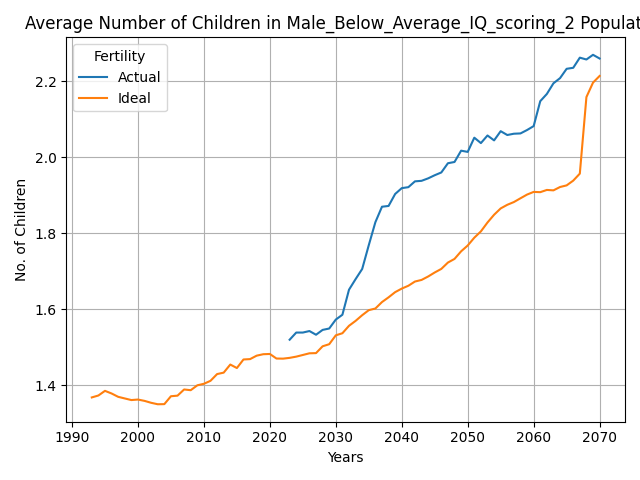 Average Number of Children in Male_Below_Average_IQ_scoring_2 Populat
Fertility
Actual
Ideal
No. of Children
2.2
2.0
1.8
1.6
1.4
1990 2000 2010 2020 2030 2040 2050 2060 2070
Years